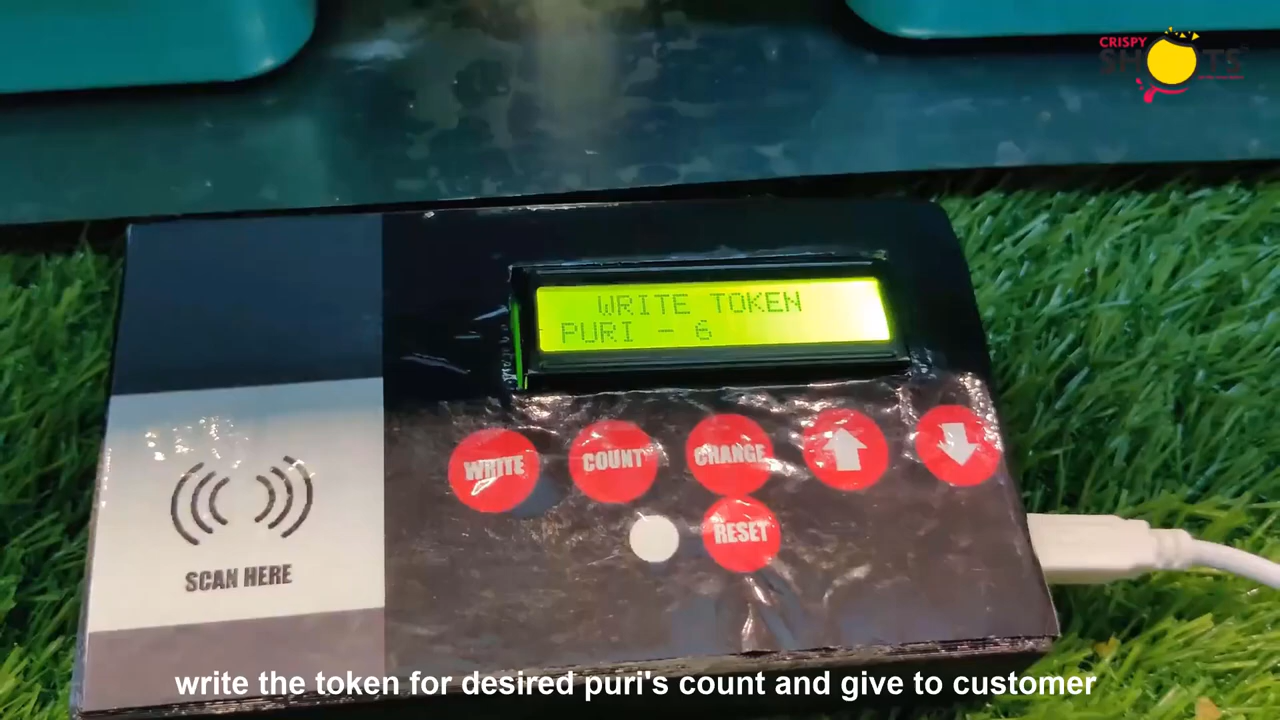 CRISPY
SHOTS
WRITE TOKEN
PURI - 6
WRITE
COUNT
CHANGE
RESET
SCAN HERE
write the token for desired puri's count and give to customer